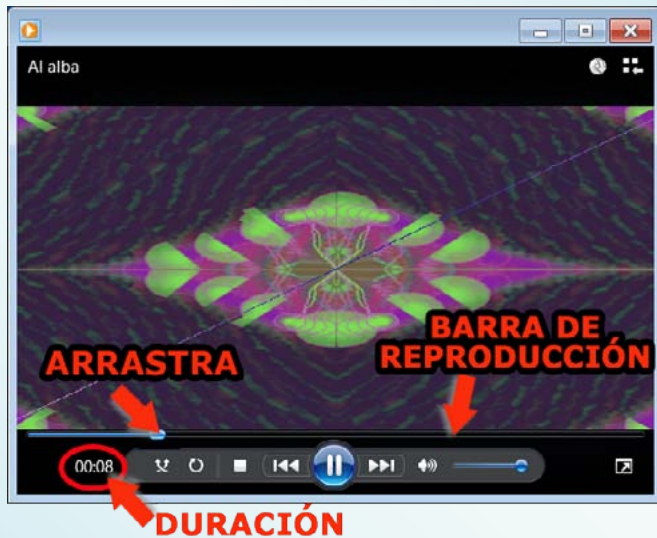 Al alba
BARRA DE
REPRODUCCIÓN
ARRASTRA
00:08
DURACIÓN